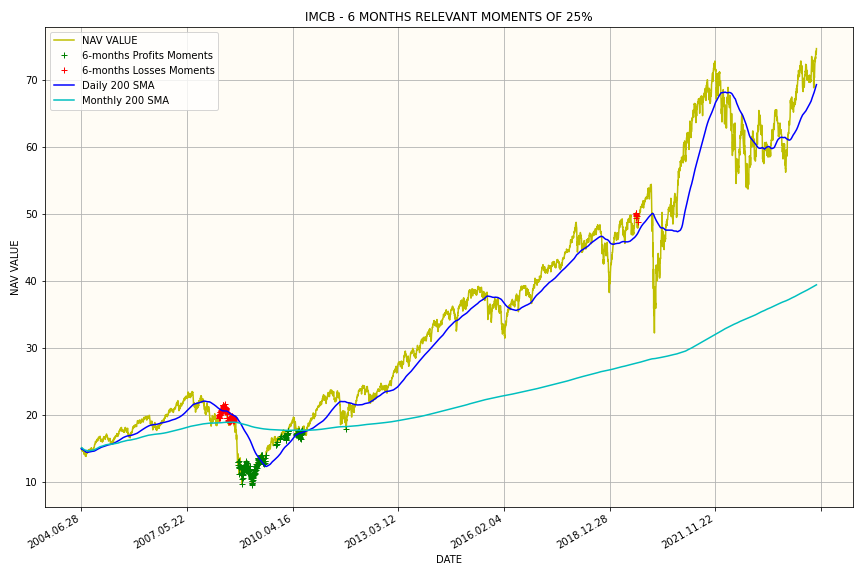 IMCB - 6 MONTHS RELEVANT MOMENTS OF 25%
NAV VALUE
6-months Profits Moments
6-months Losses Moments
Daily 200 SMA
Monthly 200 SMA
70
60
50
40
30
20
10
NAV VALUE
2004.06.28
2007.05.22
2010.04.16
2013.03.12
2016.02.04
2018.12.28
2021.11.22
DATE